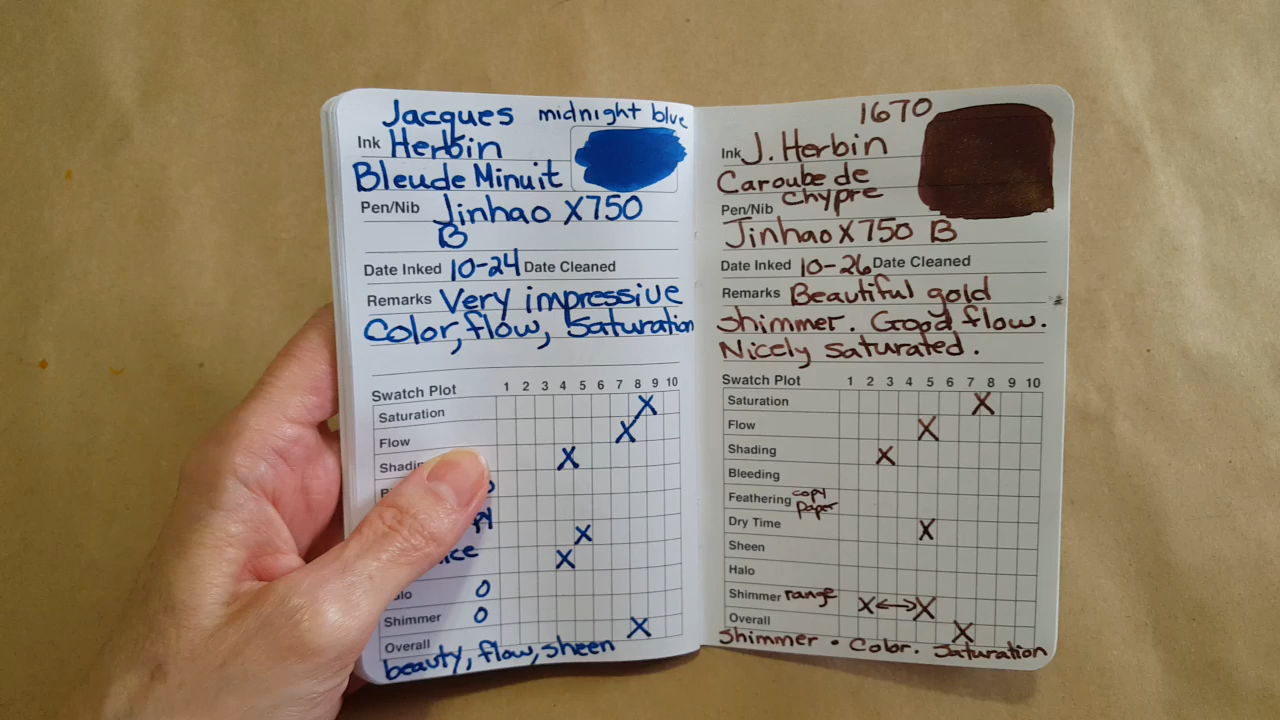 Jacques midnight blue
Ink Herbin
Bleude Minuit
Pen/Nib Jinhao X750
B
Date Inked 10-24 Date Cleaned
Remarks Very impressive
Color, flow, Saturation
Swatch Plot 1 2 3 4 5 6 7 8 9 10
Saturation X
Flow X
X
X
X
0
Shimmer 0
Overall X
beauty, flow, sheen
1670
Ink J. Herbin
Caroube de
chypre
Pen/Nib
Jinhao X750 B
Date Inked 10-26 Date Cleaned
Remarks Beautiful gold
shimmer. Good flow.
Nicely saturated.
Swatch Plot 1 2 3 4 5 6 7 8 9 10
Saturation X
Flow X
Shading X
Bleeding
Feathering copy
paper
Dry Time X
Sheen
Halo
Shimmer range X↔X
Overall X
Shimmer • Color. Saturation